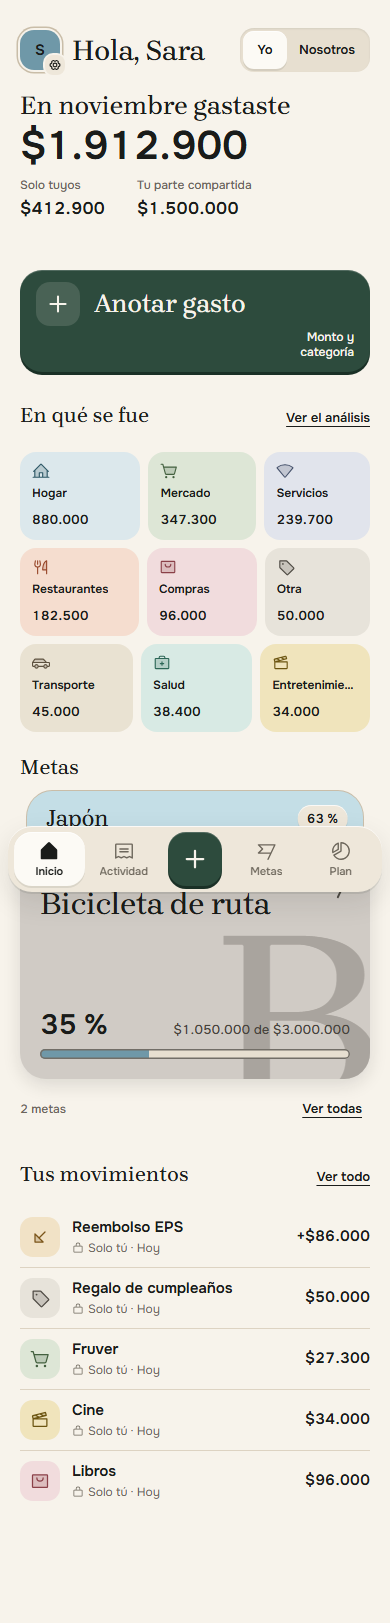 S
Hola, Sara
Yo
Nosotros
En noviembre gastaste
$1.912.900
Solo tuyos
Tu parte compartida
$412.900
$1.500.000
Anotar gasto
Monto y
categoría
En qué se fue
Ver el análisis
Hogar
880.000
Mercado
347.300
Servicios
239.700
Restaurantes
182.500
Compras
96.000
Otra
50.000
Transporte
45.000
Salud
38.400
Entretenimie...
34.000
Metas
Japón
63 %
Inicio
Actividad
Metas
Plan
Bicicleta de ruta
B
35 %
$1.050.000 de $3.000.000
2 metas
Ver todas
Tus movimientos
Ver todo
Reembolso EPS
Solo tú · Hoy
+$86.000
Regalo de cumpleaños
Solo tú · Hoy
$50.000
Fruver
Solo tú · Hoy
$27.300
Cine
Solo tú · Hoy
$34.000
Libros
Solo tú · Hoy
$96.000